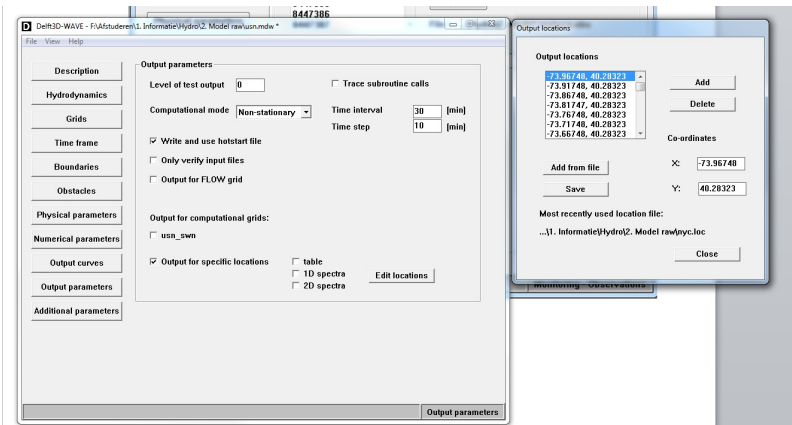 8447386
Delft3D-WAVE - F:\Afstuderen\1. Informatie\Hydro\2. Model raw\usn.mdw *
File View Help
Description
Hydrodynamics
Grids
Time frame
Boundaries
Obstacles
Physical parameters
Numerical parameters
Output curves
Output parameters
Additional parameters
Output parameters
Level of test output 0
Trace subroutine calls
Computational mode Non-stationary
Time interval 30 [min]
Time step 10 [min]
Write and use hotstart file
Only verify input files
Output for FLOW grid
Output for computational grids:
usn_swn
Output for specific locations
table
1D spectra
2D spectra
Edit locations
Output parameters
Output locations
Output locations
-73.96748, 40.28323
-73.91748, 40.28323
-73.86748, 40.28323
-73.81747, 40.28323
-73.76748, 40.28323
-73.71748, 40.28323
-73.66748, 40.28323
Add
Delete
Co-ordinates
Add from file
X: -73.96748
Save
Y: 40.28323
Most recently used location file:
...\1. Informatie\Hydro\2. Model raw\nyc.loc
Close
Monitoring Observations